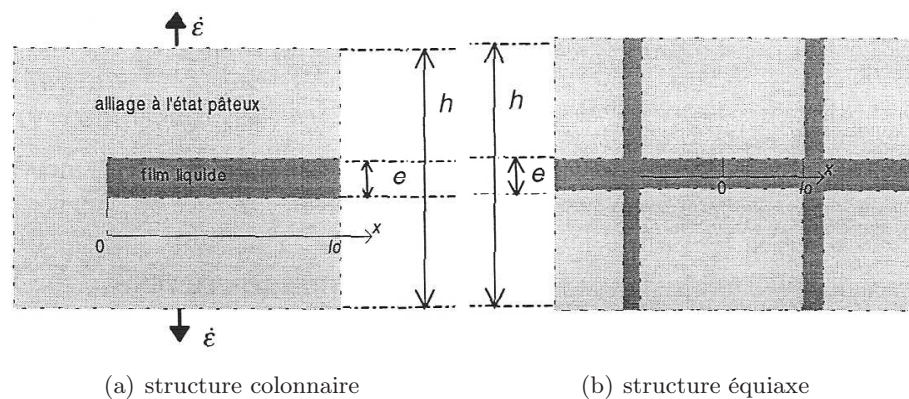 ε̇
alliage à l'état pâteux
h
h
film liquide
e
e
x
0
lo
x
0
lo
ε̇
(a) structure colonnaire
(b) structure équiaxe